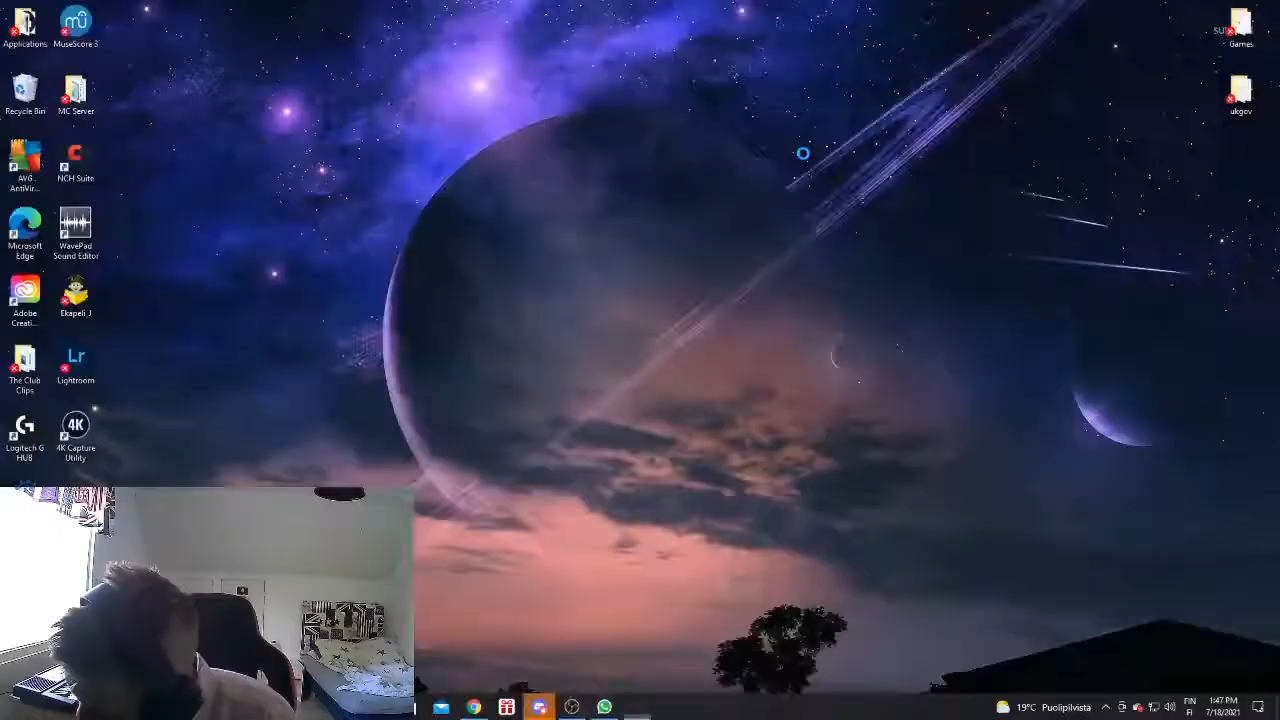 Applications
MuseScore 3
Recycle Bin
MC Server
AVG
AntiVir...
NCH Suite
Microsoft
Edge
WavePad
Sound Editor
Adobe
Creati...
Ekapeli_J
The Club
Clips
Lr
Lightroom
Logitech G
HUB
4K
4K Capture
Utility
Games
ukgov
19°C Puolipilvistä
FIN
FI
1:47 PM
7/18/2021